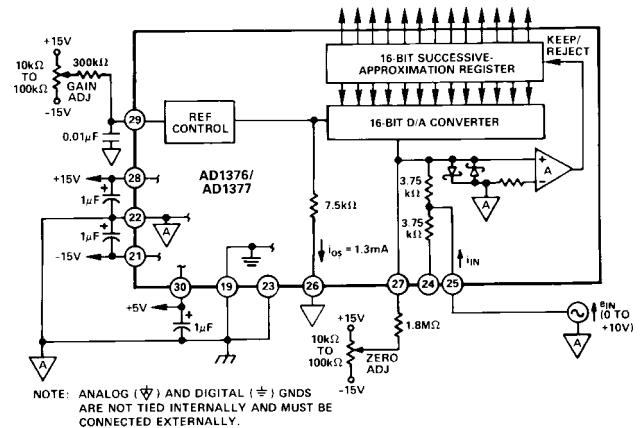 +15V
10kΩ
TO
100kΩ
300kΩ
GAIN
ADJ
-15V
0.01μF
29
REF
CONTROL
KEEP/
REJECT
16-BIT SUCCESSIVE-
APPROXIMATION REGISTER
16-BIT D/A CONVERTER
AD1376/
AD1377
+15V
28
1μF
22
A
1μF
-15V
21
7.5kΩ
iOS = 1.3mA
3.75
kΩ
3.75
kΩ
+
-
A
A
iIN
30
19
23
26
27
24
25
+5V
1μF
A
+15V
10kΩ
TO
100kΩ
ZERO
ADJ
-15V
1.8MΩ
eIN
(0 TO
+10V)
A
NOTE: ANALOG (A) AND DIGITAL (⏚) GNDS
ARE NOT TIED INTERNALLY AND MUST BE
CONNECTED EXTERNALLY.